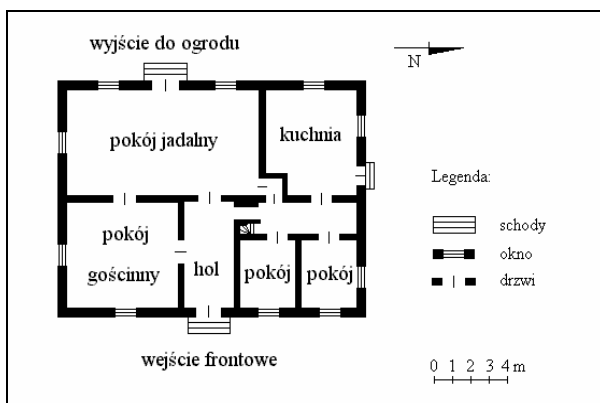 wyjście do ogrodu
N
pokój jadalny
kuchnia
Legenda:
schody
okno
drzwi
pokój
gościnny
hol
pokój
pokój
wejście frontowe
0 1 2 3 4 m